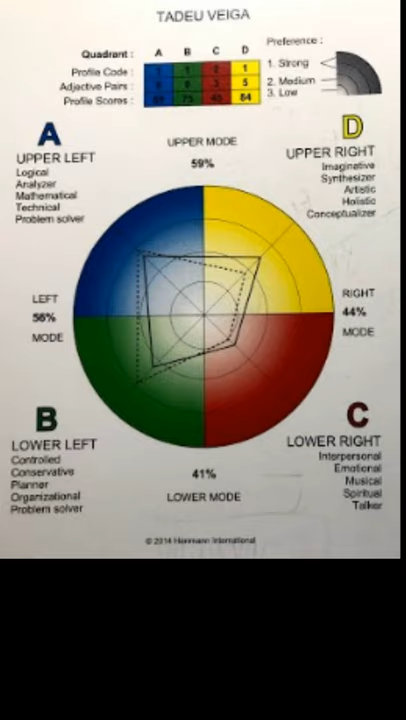 TADEU VEIGA
Preference :
Quadrant : A B C D
Profile Code : 1 1 2 1
Adjective Pairs : 3 5
Profile Scores : 75 45 84
1. Strong
2. Medium
3. Low
A
UPPER LEFT
Logical
Analyzer
Mathematical
Technical
Problem solver
UPPER MODE
59%
D
UPPER RIGHT
Imaginative
Synthesizer
Artistic
Holistic
Conceptualizer
LEFT
56%
MODE
RIGHT
44%
MODE
B
LOWER LEFT
Controlled
Conservative
Planner
Organizational
Problem solver
41%
LOWER MODE
C
LOWER RIGHT
Interpersonal
Emotional
Musical
Spiritual
Talker
© 2014 Herrmann International